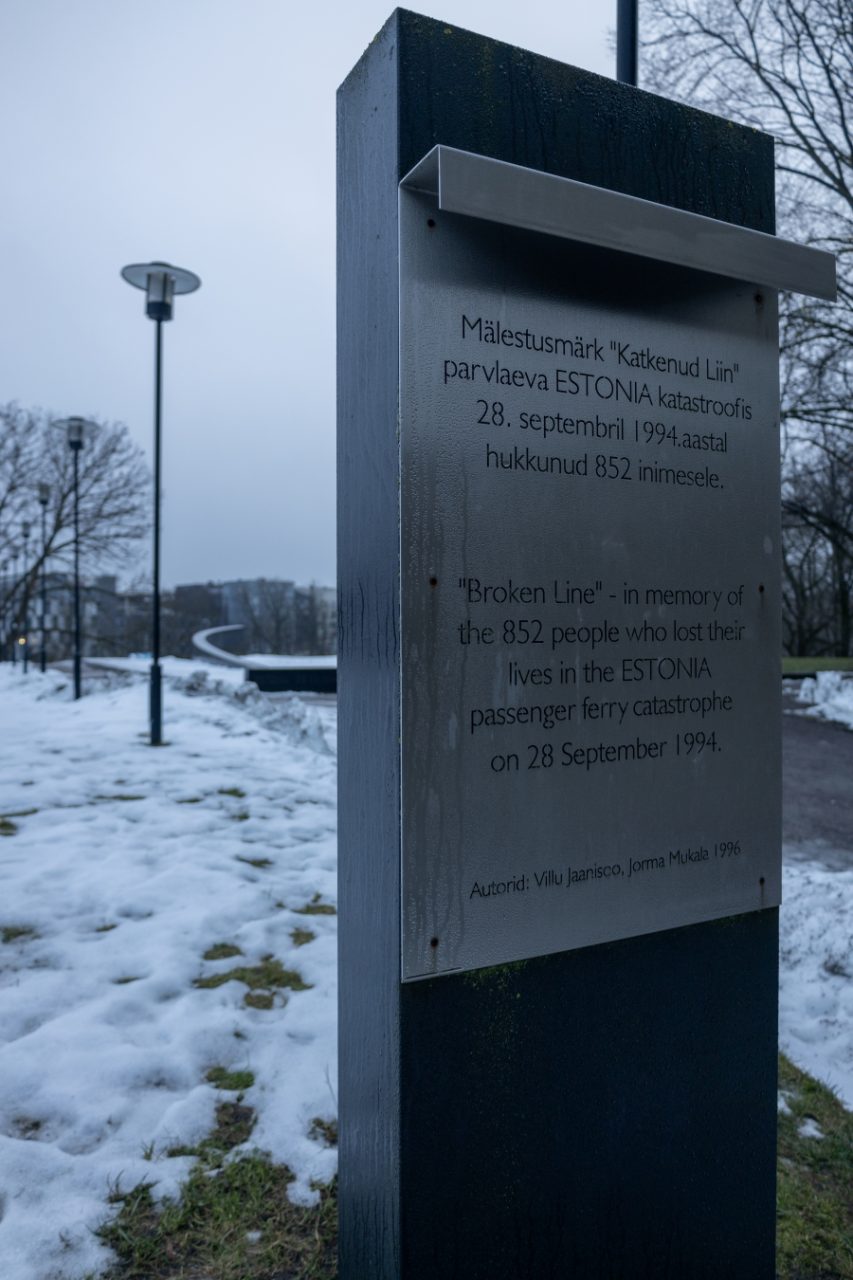 Mälestusmärk "Katkenud Liin"
parvlaeva ESTONIA katastroofis
28. septembril 1994.aastal
hukkunud 852 inimesele.
"Broken Line" - in memory of
the 852 people who lost their
lives in the ESTONIA
passenger ferry catastrophe
on 28 September 1994.
Autorid: Villu Jaanisoo, Jorma Mukala 1996